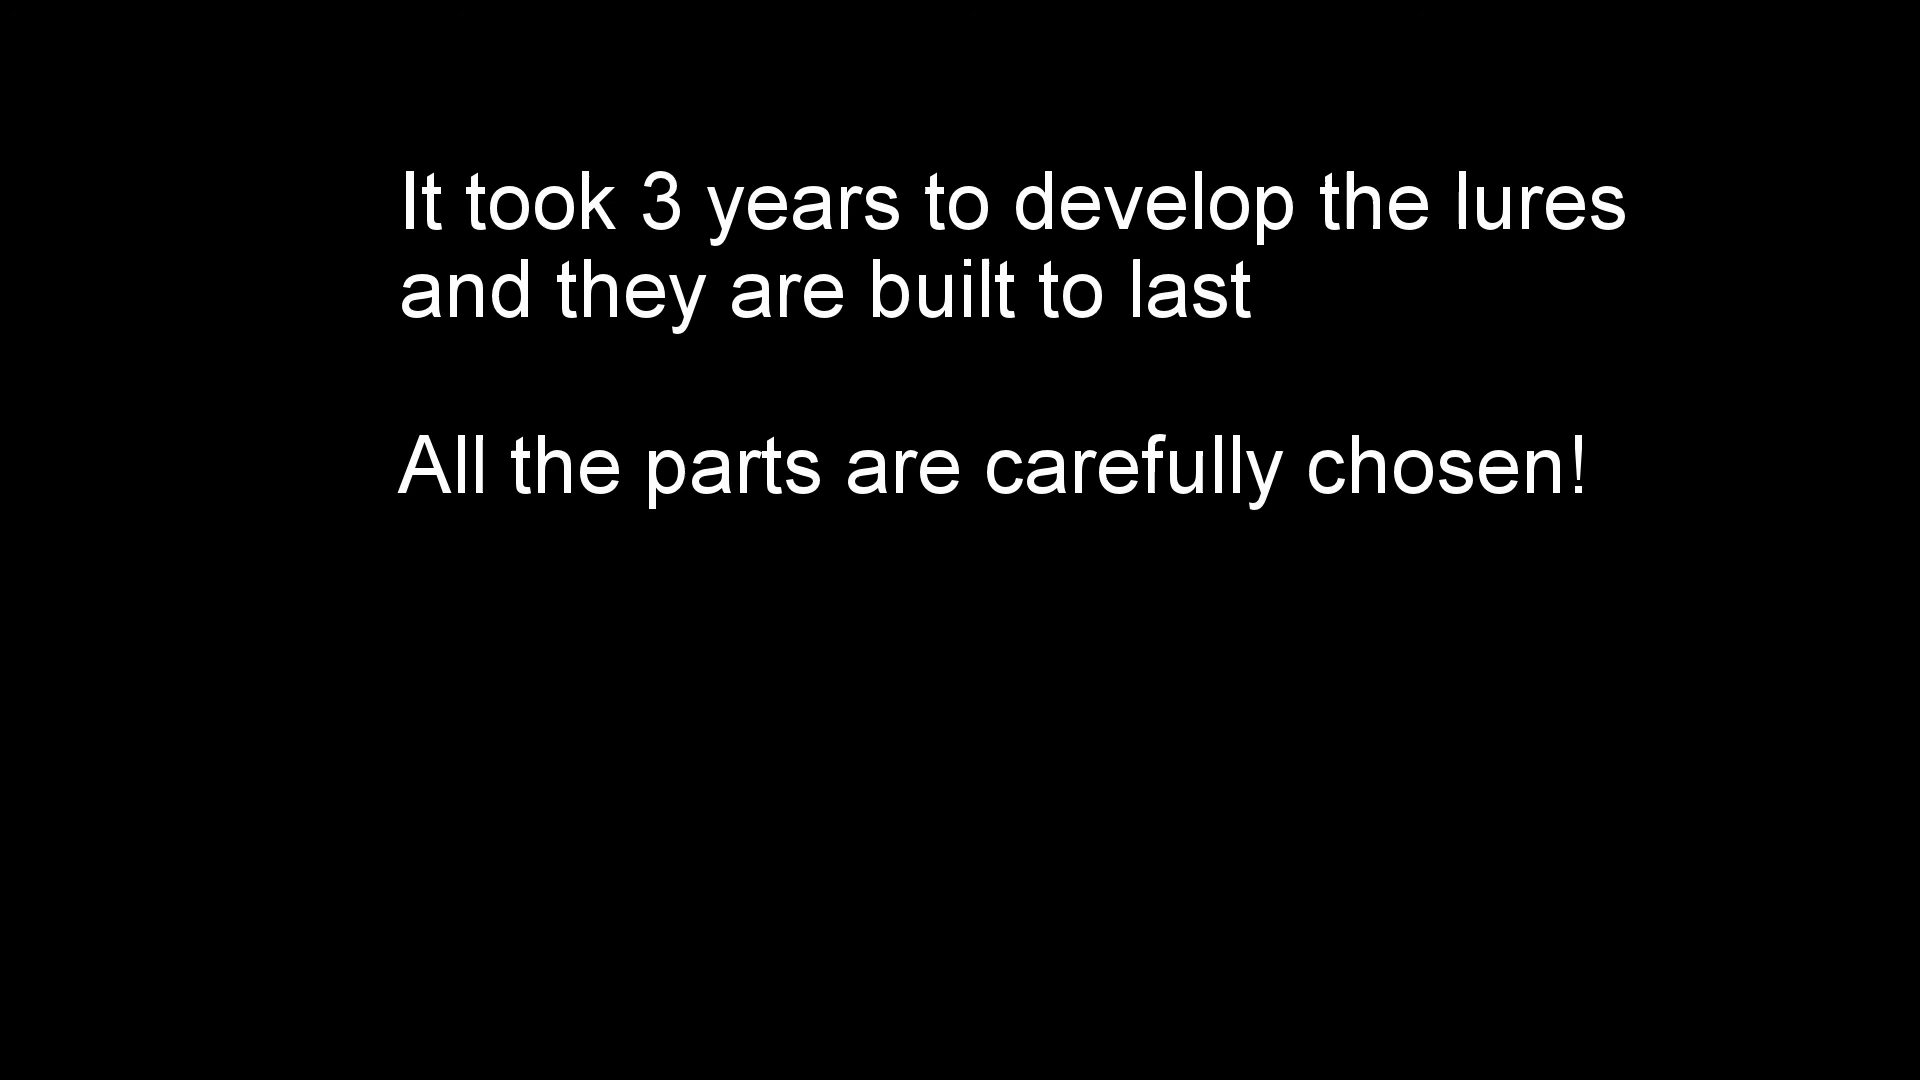 It took 3 years to develop the lures
and they are built to last
All the parts are carefully chosen!